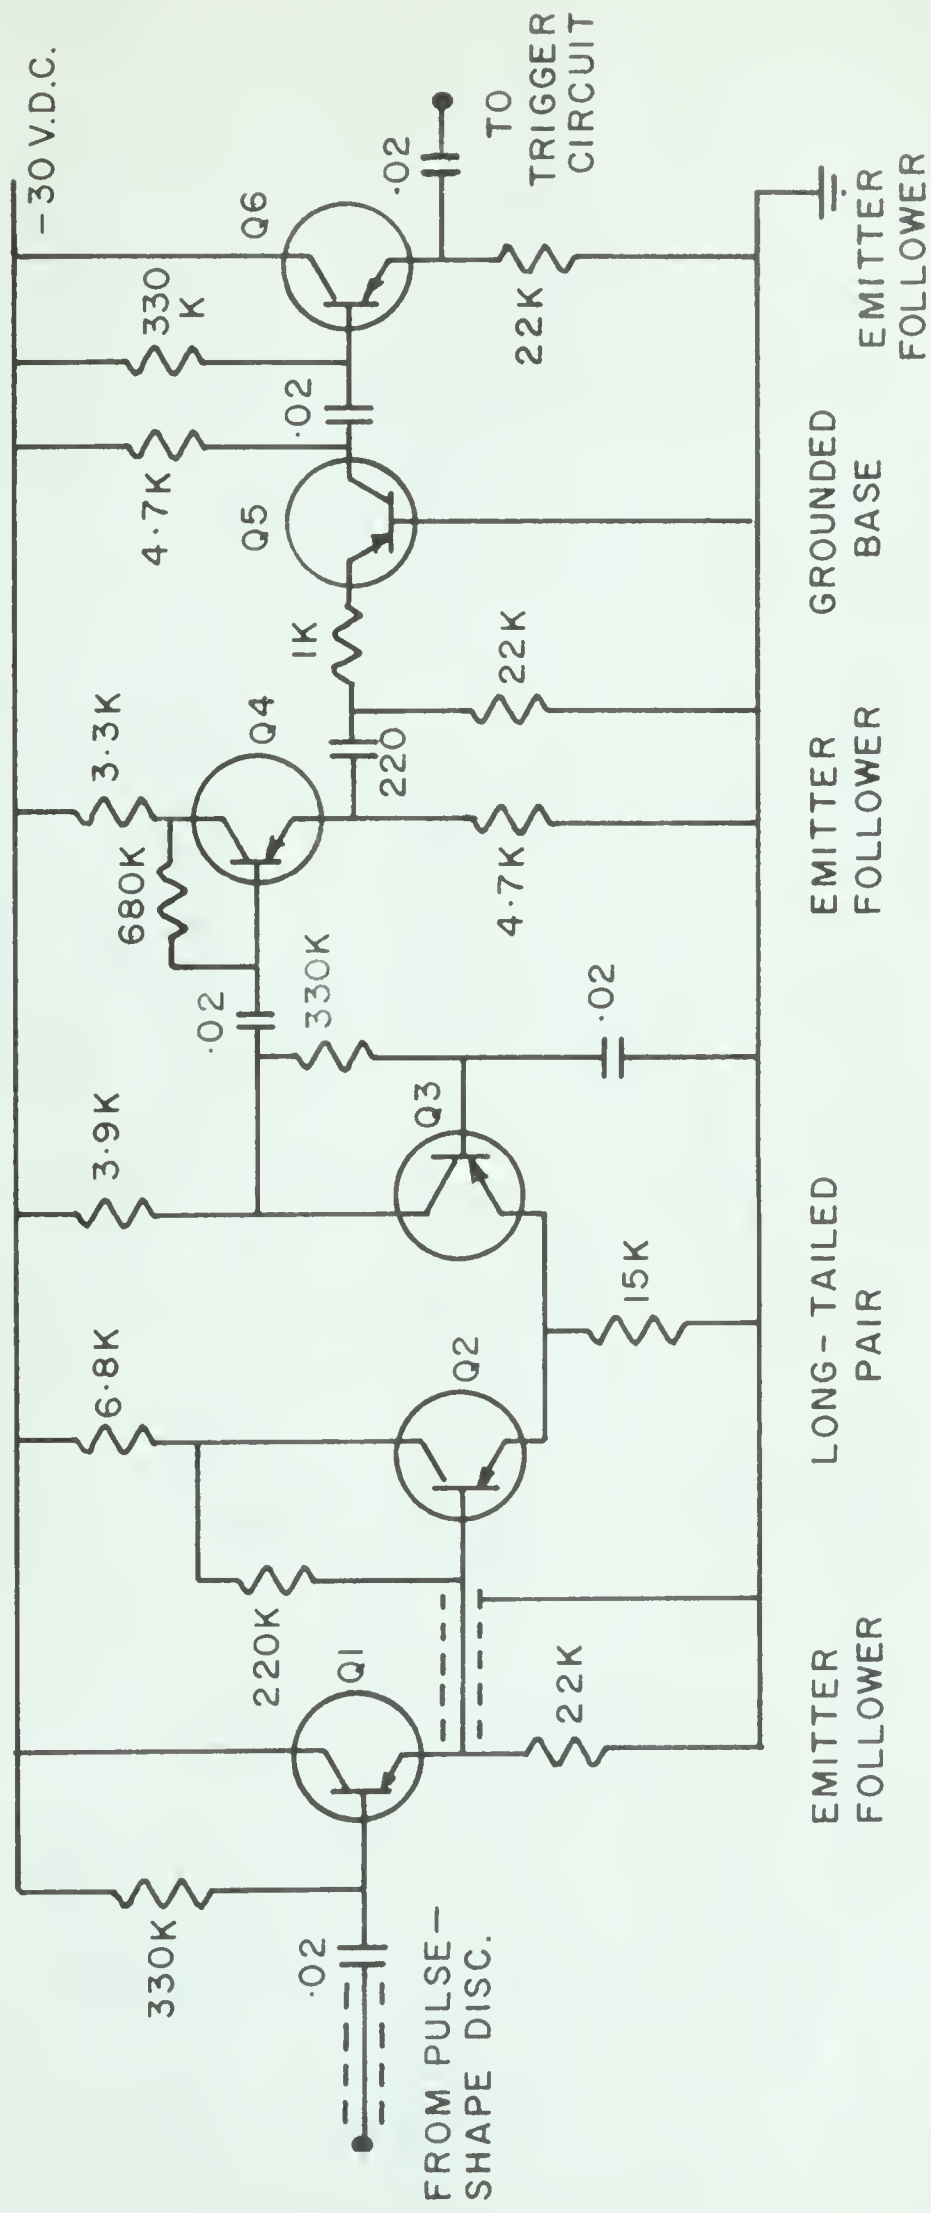 -30 V.D.C.
330K
.02
FROM PULSE-
SHAPE DISC.
Q1
220K
22K
6.8K
Q2
15K
3.9K
Q3
330K
.02
.02
680K
3.3K
Q4
4.7K
220
22K
1K
Q5
4.7K
.02
330
K
Q6
22K
.02
TO
TRIGGER
CIRCUIT
EMITTER
FOLLOWER
LONG-TAILED
PAIR
EMITTER
FOLLOWER
GROUNDED
BASE
EMITTER
FOLLOWER